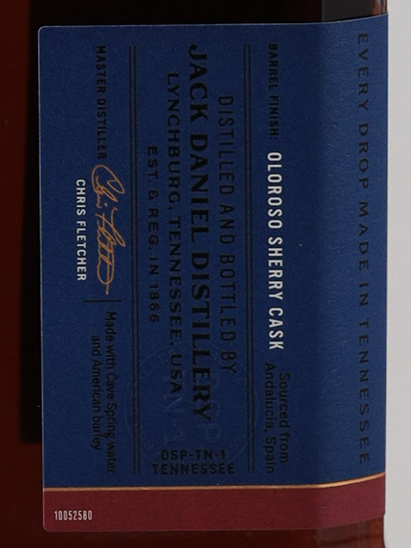 EVERY DROP MADE IN TENNESSEE
BARREL FINISH: OLOROSO SHERRY CASK
Sourced from
Andalucía, Spain
DISTILLED AND BOTTLED BY
JACK DANIEL DISTILLERY
LYNCHBURG, TENNESSEE, USA
EST. & REG. IN 1866
DSP-TN-1
TENNESSEE
MASTER DISTILLER
CHRIS FLETCHER
Made with Cave Spring water
and American barley
10052580